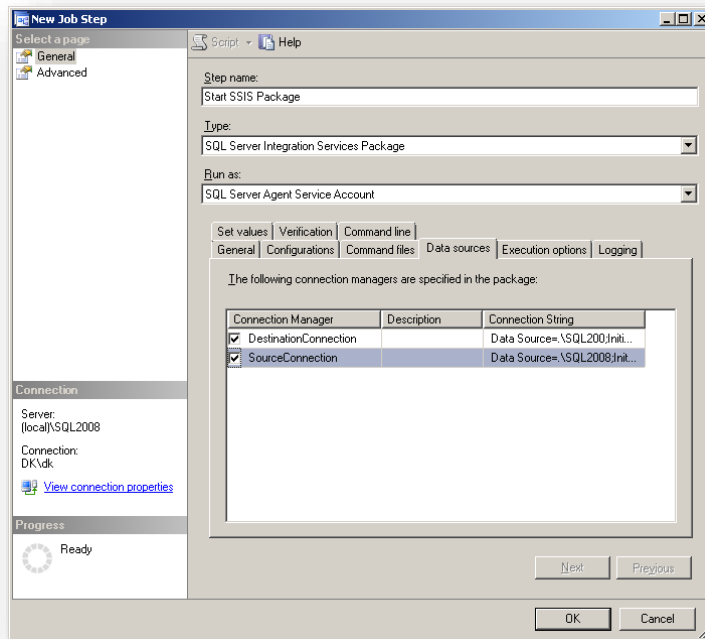 New Job Step
Select a page
General
Advanced
Script
Help
Step name:
Start SSIS Package
Type:
SQL Server Integration Services Package
Run as:
SQL Server Agent Service Account
Set values Verification Command line
General Configurations Command files Data sources Execution options Logging
The following connection managers are specified in the package:
Connection Manager Description Connection String
DestinationConnection Data Source=.\SQL200;Initi...
SourceConnection Data Source=.\SQL2008;Init...
Connection
Server:
(local)\SQL2008
Connection:
DK\dk
View connection properties
Progress
Ready
Next Previous
OK Cancel